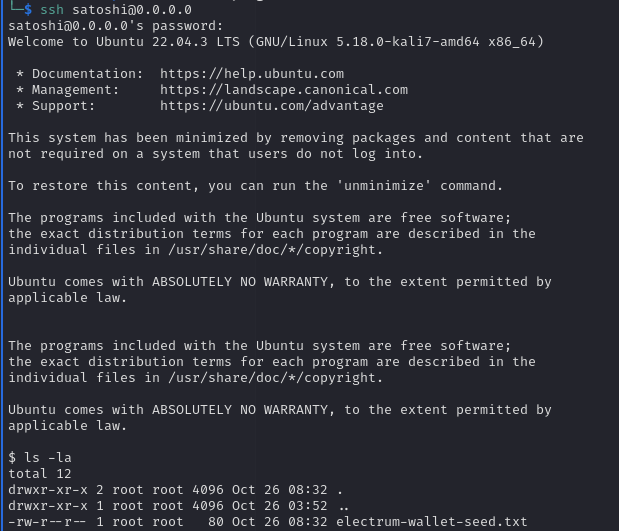 $ ssh satoshi@0.0.0.0
satoshi@0.0.0.0's password:
Welcome to Ubuntu 22.04.3 LTS (GNU/Linux 5.18.0-kali7-amd64 x86_64)
* Documentation:  https://help.ubuntu.com
* Management:     https://landscape.canonical.com
* Support:        https://ubuntu.com/advantage
This system has been minimized by removing packages and content that are
not required on a system that users do not log into.
To restore this content, you can run the 'unminimize' command.
The programs included with the Ubuntu system are free software;
the exact distribution terms for each program are described in the
individual files in /usr/share/doc/*/copyright.
Ubuntu comes with ABSOLUTELY NO WARRANTY, to the extent permitted by
applicable law.
The programs included with the Ubuntu system are free software;
the exact distribution terms for each program are described in the
individual files in /usr/share/doc/*/copyright.
Ubuntu comes with ABSOLUTELY NO WARRANTY, to the extent permitted by
applicable law.
$ ls -la
total 12
drwxr-xr-x 2 root root 4096 Oct 26 08:32 .
drwxr-xr-x 1 root root 4096 Oct 26 03:52 ..
-rw-r--r-- 1 root root   80 Oct 26 08:32 electrum-wallet-seed.txt